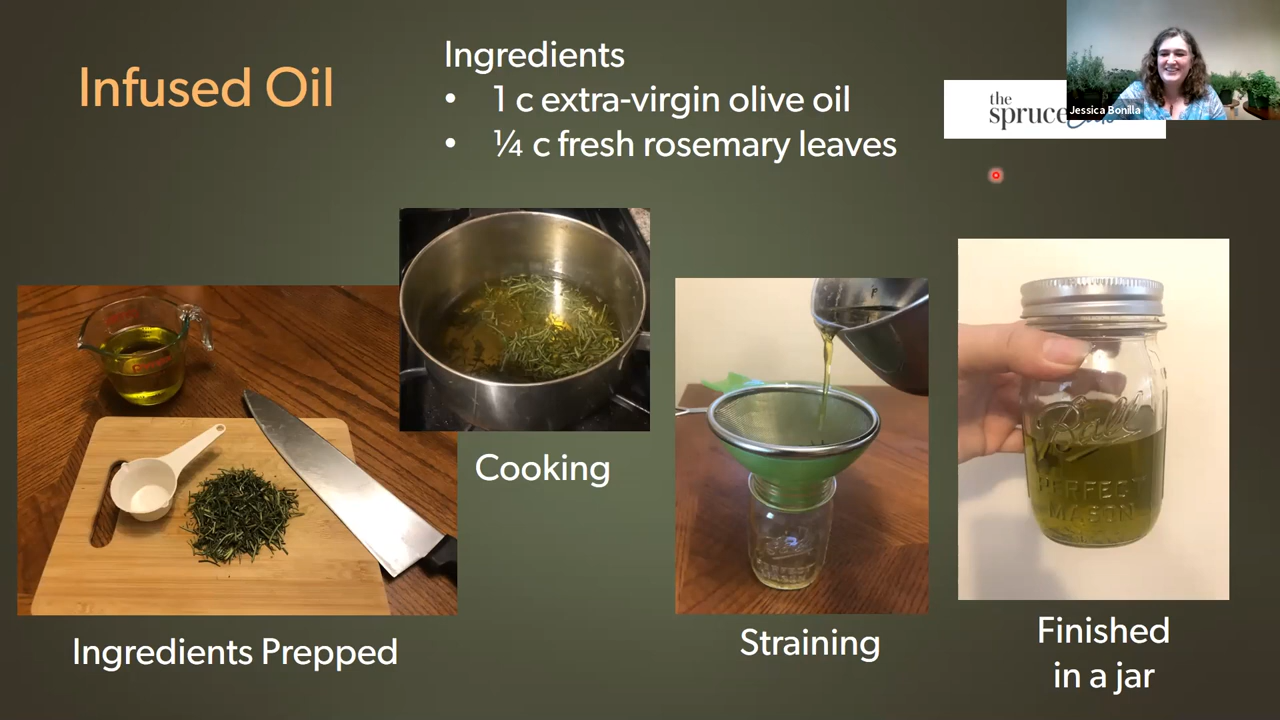 Infused Oil
Ingredients
• 1 c extra-virgin olive oil
• ¼ c fresh rosemary leaves
the
spruce
Jessica Bonilla
Cooking
Ball
PERFECT
MASON
Ingredients Prepped
Straining
Finished
in a jar